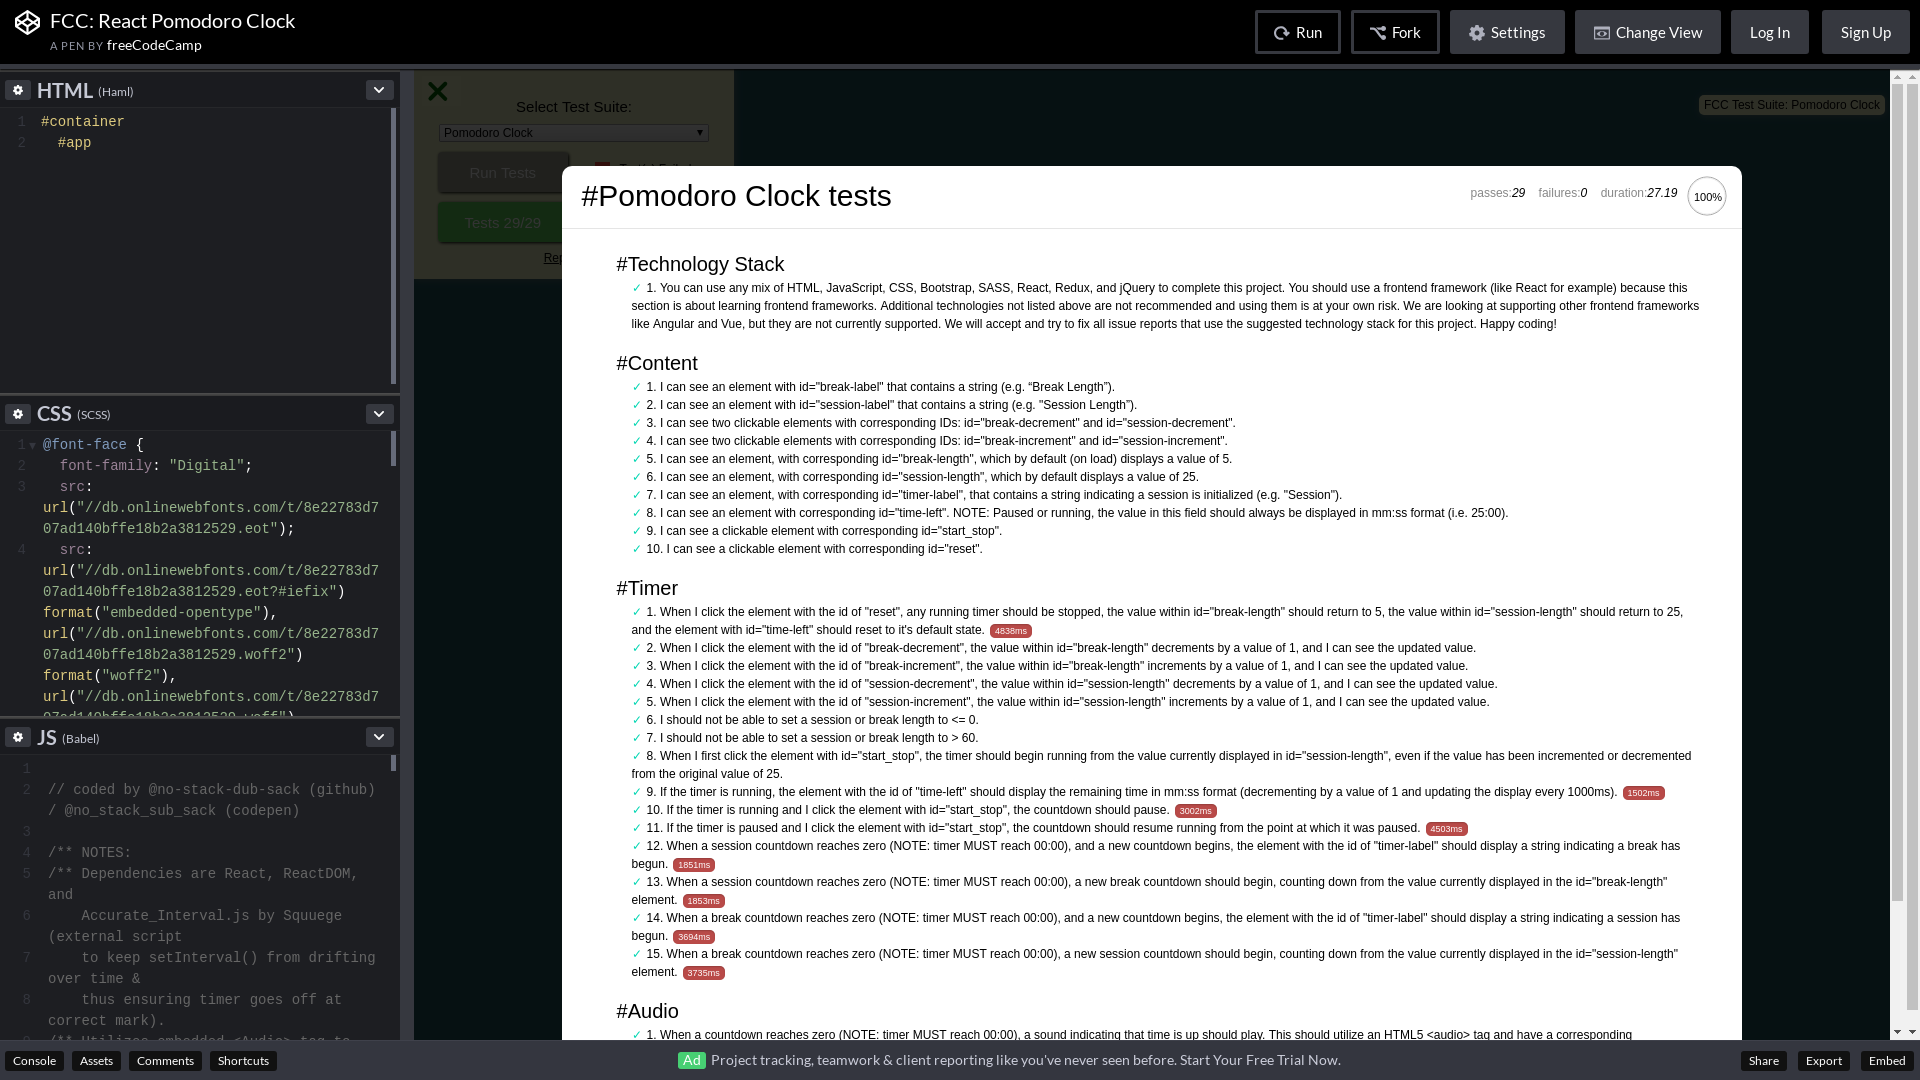 FCC: React Pomodoro Clock
A PEN BY freeCodeCamp
Run
Fork
Settings
Change View
Log In
Sign Up
HTML (Haml)
1 #container
2 #app
CSS (SCSS)
1 @font-face {
2 font-family: "Digital";
3 src:
url("//db.onlinewebfonts.com/t/8e22783d7
07ad140bffe18b2a3812529.eot");
4 src:
url("//db.onlinewebfonts.com/t/8e22783d7
07ad140bffe18b2a3812529.eot?#iefix")
format("embedded-opentype"),
url("//db.onlinewebfonts.com/t/8e22783d7
07ad140bffe18b2a3812529.woff2")
format("woff2"),
url("//db.onlinewebfonts.com/t/8e22783d7
07ad140bffe18b2a3812529.woff")
JS (Babel)
1
2 // coded by @no-stack-dub-sack (github)
/ @no_stack_sub_sack (codepen)
3
4 /** NOTES:
5 /** Dependencies are React, ReactDOM,
and
6 Accurate_Interval.js by Squuege
(external script
7 to keep setInterval() from drifting
over time &
8 thus ensuring timer goes off at
correct mark).
/** Utilizes embedded <Audio> tag to
Select Test Suite:
Pomodoro Clock
Run Tests
Tests 29/29
FCC Test Suite: Pomodoro Clock
#Pomodoro Clock tests
passes:29 failures:0 duration:27.19 100%
#Technology Stack
✓ 1. You can use any mix of HTML, JavaScript, CSS, Bootstrap, SASS, React, Redux, and jQuery to complete this project. You should use a frontend framework (like React for example) because this
section is about learning frontend frameworks. Additional technologies not listed above are not recommended and using them is at your own risk. We are looking at supporting other frontend frameworks
like Angular and Vue, but they are not currently supported. We will accept and try to fix all issue reports that use the suggested technology stack for this project. Happy coding!
#Content
✓ 1. I can see an element with id="break-label" that contains a string (e.g. “Break Length”).
✓ 2. I can see an element with id="session-label" that contains a string (e.g. "Session Length”).
✓ 3. I can see two clickable elements with corresponding IDs: id="break-decrement" and id="session-decrement".
✓ 4. I can see two clickable elements with corresponding IDs: id="break-increment" and id="session-increment".
✓ 5. I can see an element, with corresponding id="break-length", which by default (on load) displays a value of 5.
✓ 6. I can see an element, with corresponding id="session-length", which by default displays a value of 25.
✓ 7. I can see an element, with corresponding id="timer-label", that contains a string indicating a session is initialized (e.g. "Session").
✓ 8. I can see an element with corresponding id="time-left". NOTE: Paused or running, the value in this field should always be displayed in mm:ss format (i.e. 25:00).
✓ 9. I can see a clickable element with corresponding id="start_stop".
✓ 10. I can see a clickable element with corresponding id="reset".
#Timer
✓ 1. When I click the element with the id of "reset", any running timer should be stopped, the value within id="break-length" should return to 5, the value within id="session-length" should return to 25,
and the element with id="time-left" should reset to it's default state. 4838ms
✓ 2. When I click the element with the id of "break-decrement", the value within id="break-length" decrements by a value of 1, and I can see the updated value.
✓ 3. When I click the element with the id of "break-increment", the value within id="break-length" increments by a value of 1, and I can see the updated value.
✓ 4. When I click the element with the id of "session-decrement", the value within id="session-length" decrements by a value of 1, and I can see the updated value.
✓ 5. When I click the element with the id of "session-increment", the value within id="session-length" increments by a value of 1, and I can see the updated value.
✓ 6. I should not be able to set a session or break length to <= 0.
✓ 7. I should not be able to set a session or break length to > 60.
✓ 8. When I first click the element with id="start_stop", the timer should begin running from the value currently displayed in id="session-length", even if the value has been incremented or decremented
from the original value of 25.
✓ 9. If the timer is running, the element with the id of "time-left" should display the remaining time in mm:ss format (decrementing by a value of 1 and updating the display every 1000ms). 1502ms
✓ 10. If the timer is running and I click the element with id="start_stop", the countdown should pause. 3002ms
✓ 11. If the timer is paused and I click the element with id="start_stop", the countdown should resume running from the point at which it was paused. 4503ms
✓ 12. When a session countdown reaches zero (NOTE: timer MUST reach 00:00), and a new countdown begins, the element with the id of "timer-label" should display a string indicating a break has
begun. 1851ms
✓ 13. When a session countdown reaches zero (NOTE: timer MUST reach 00:00), a new break countdown should begin, counting down from the value currently displayed in the id="break-length"
element. 1853ms
✓ 14. When a break countdown reaches zero (NOTE: timer MUST reach 00:00), and a new countdown begins, the element with the id of "timer-label" should display a string indicating a session has
begun. 3694ms
✓ 15. When a break countdown reaches zero (NOTE: timer MUST reach 00:00), a new session countdown should begin, counting down from the value currently displayed in the id="session-length"
element. 3735ms
#Audio
✓ 1. When a countdown reaches zero (NOTE: timer MUST reach 00:00), a sound indicating that time is up should play. This should utilize an HTML5 <audio> tag and have a corresponding
Console
Assets
Comments
Shortcuts
Ad Project tracking, teamwork & client reporting like you've never seen before. Start Your Free Trial Now.
Share
Export
Embed